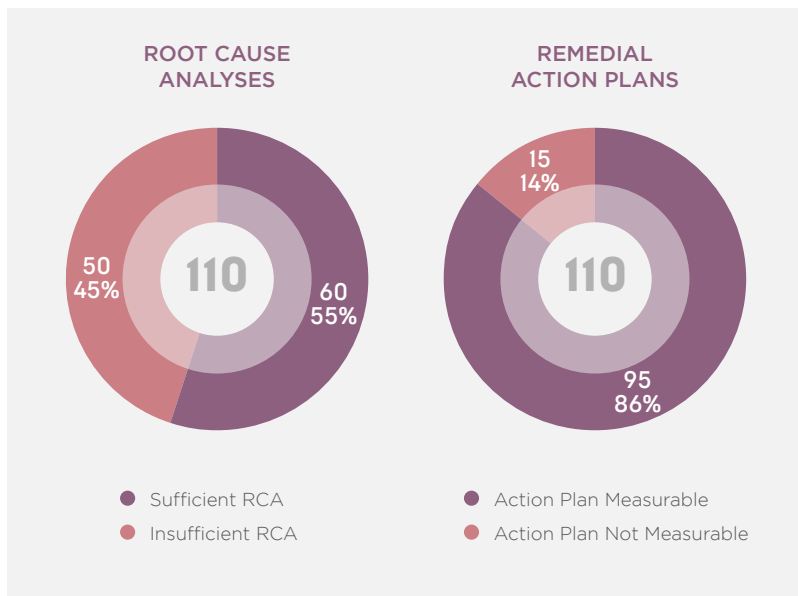 ROOT CAUSE
ANALYSES
50
45%
110
60
55%
Sufficient RCA
Insufficient RCA
REMEDIAL
ACTION PLANS
15
14%
110
95
86%
Action Plan Measurable
Action Plan Not Measurable